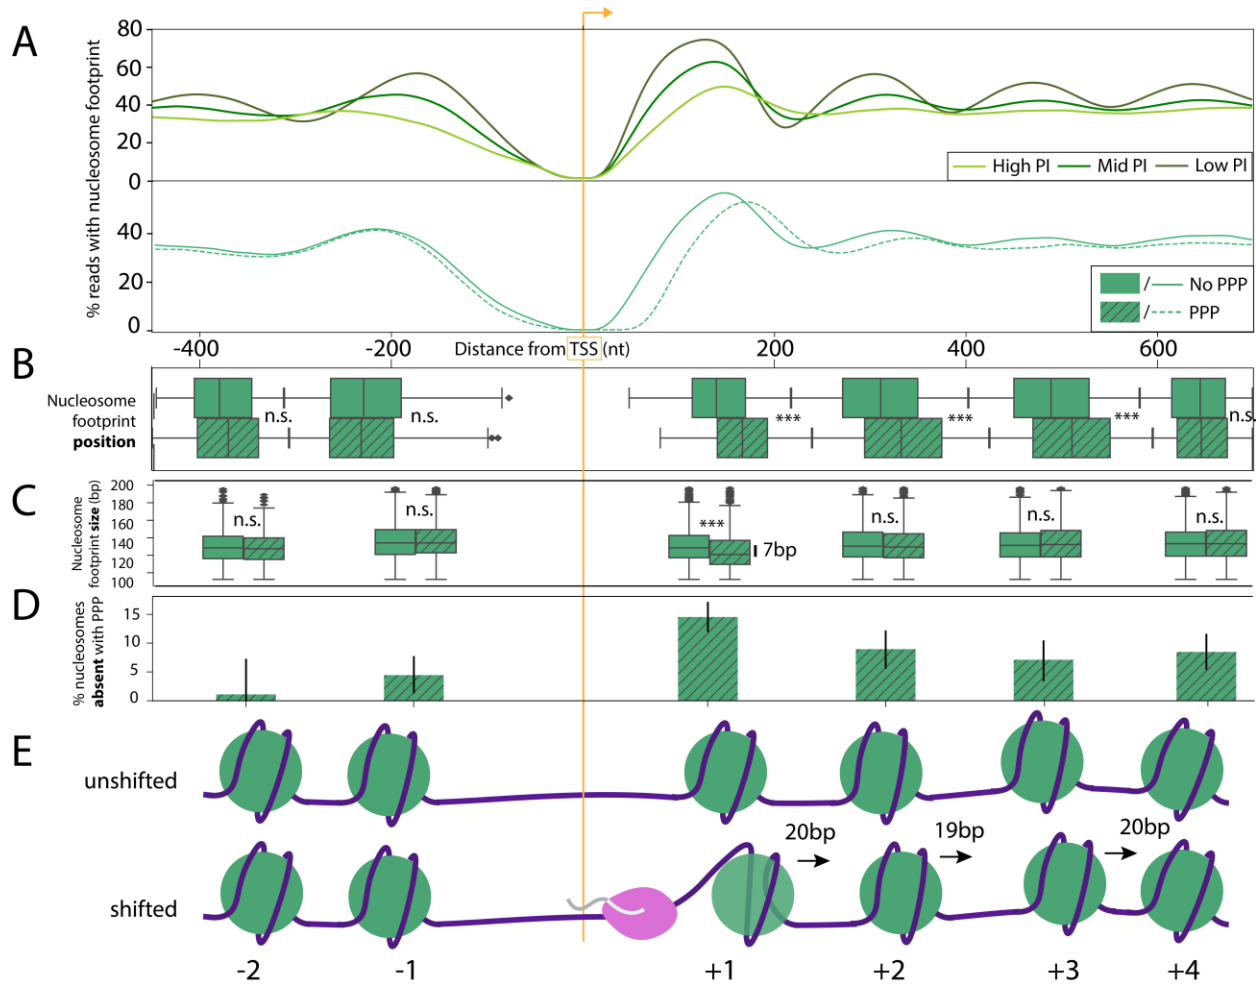 A
% reads with nucleosome footprint
80
60
40
20
0
High PI
Mid PI
Low PI
40
20
0
/ No PPP
/ PPP
-400
-200
Distance from TSS (nt)
200
400
600
B
Nucleosome
footprint
position
n.s.
n.s.
***
***
***
n.s.
C
Nucleosome
footprint size (bp)
200
180
160
140
120
100
n.s.
n.s.
***
7bp
n.s.
n.s.
n.s.
D
% nucleosomes
absent with PPP
15
10
5
0
E
unshifted
20bp
19bp
20bp
shifted
-2
-1
+1
+2
+3
+4